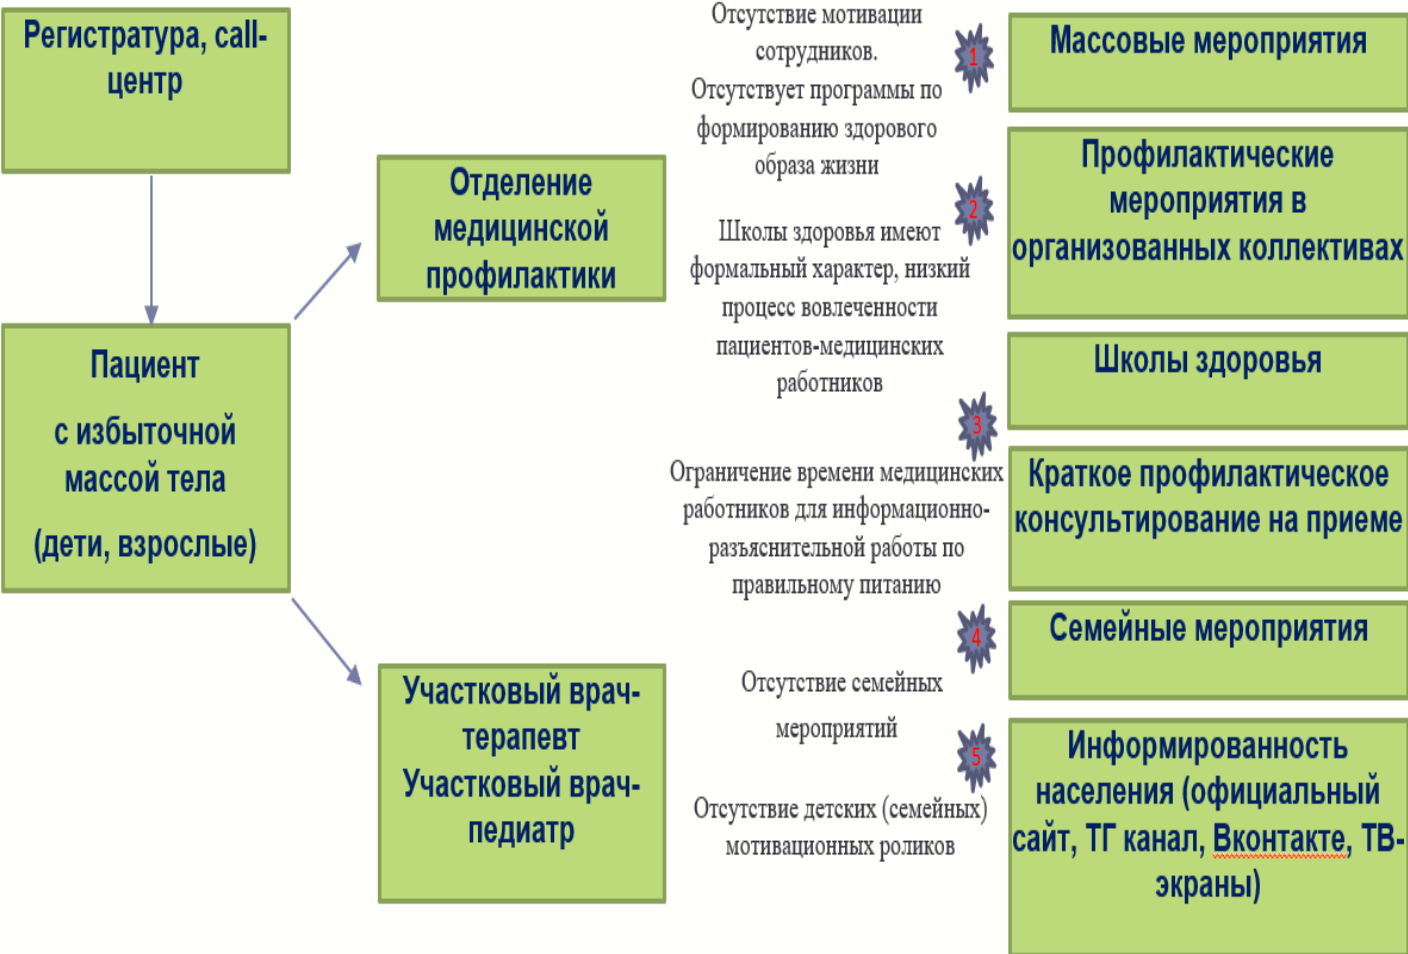 Регистратура, call-
центр
Пациент
с избыточной
массой тела
(дети, взрослые)
Отделение
медицинской
профилактики
Участковый врач-
терапевт
Участковый врач-
педиатр
Отсутствие мотивации
сотрудников.
Отсутствует программы по
формированию здорового
образа жизни
1
Школы здоровья имеют
формальный характер, низкий
процесс вовлеченности
пациентов-медицинских
работников
2
Ограничение времени медицинских
работников для информационно-
разъяснительной работы по
правильному питанию
3
Отсутствие семейных
мероприятий
4
Отсутствие детских (семейных)
мотивационных роликов
5
Массовые мероприятия
Профилактические
мероприятия в
организованных коллективах
Школы здоровья
Краткое профилактическое
консультирование на приеме
Семейные мероприятия
Информированность
населения (официальный
сайт, ТГ канал, Вконтакте, ТВ-
экраны)